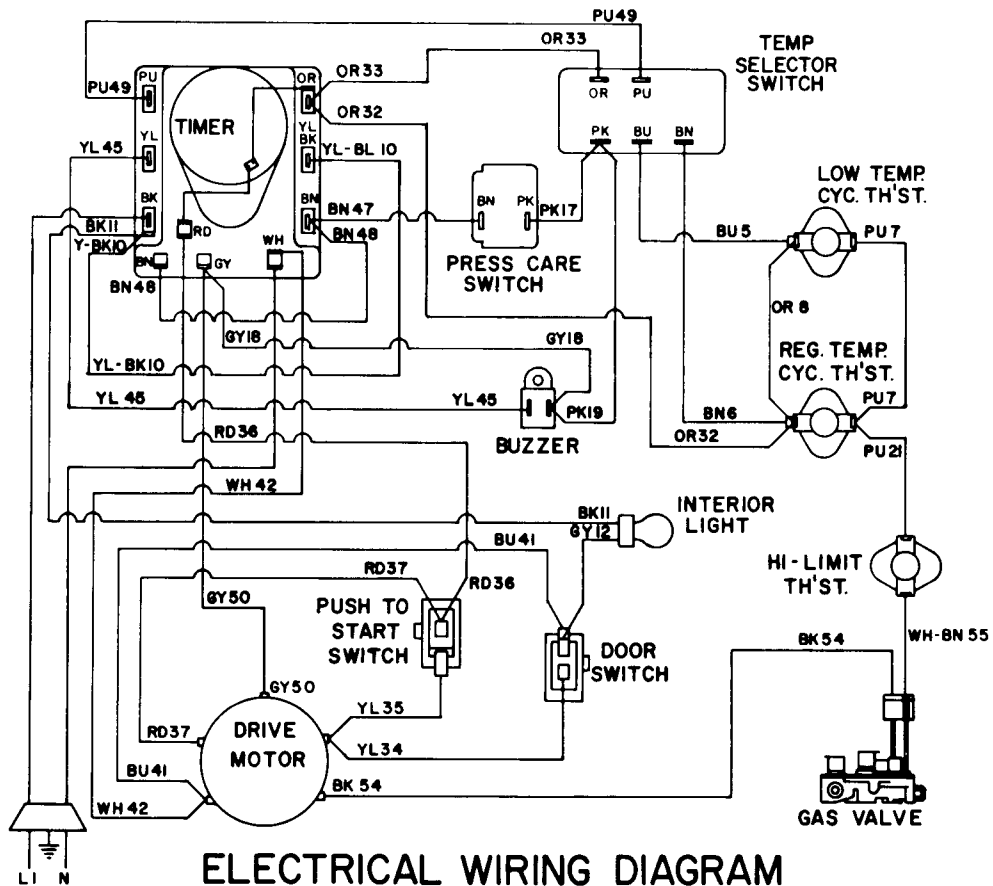 PU49
OR33
TEMP
SELECTOR
SWITCH
PU
OR
OR33
PU49
OR
PU
TIMER
YL
OR32
YL 45
YL
BK
YL-BL 10
PK
BU
BN
LOW TEMP.
CYC. TH'ST.
BK
BN
BN47
BN
PK
PK17
BK11
RD
WH
BN48
BU5
PU7
Y-BK10
BN
GY
PRESS CARE
SWITCH
BN48
OR 8
GY18
GY18
REG. TEMP.
CYC. TH'ST.
YL-BK10
YL 45
YL45
PK19
BN6
PU7
RD36
BUZZER
OR32
PU21
WH 42
INTERIOR
LIGHT
BK11
GY12
BU41
HI-LIMIT
TH'ST.
RD37
RD36
GY50
PUSH TO
START
SWITCH
DOOR
SWITCH
BK54
WH-BN 55
GY50
YL35
RD37
DRIVE
MOTOR
YL34
BU41
BK 54
WH 42
GAS VALVE
L1 N
ELECTRICAL WIRING DIAGRAM